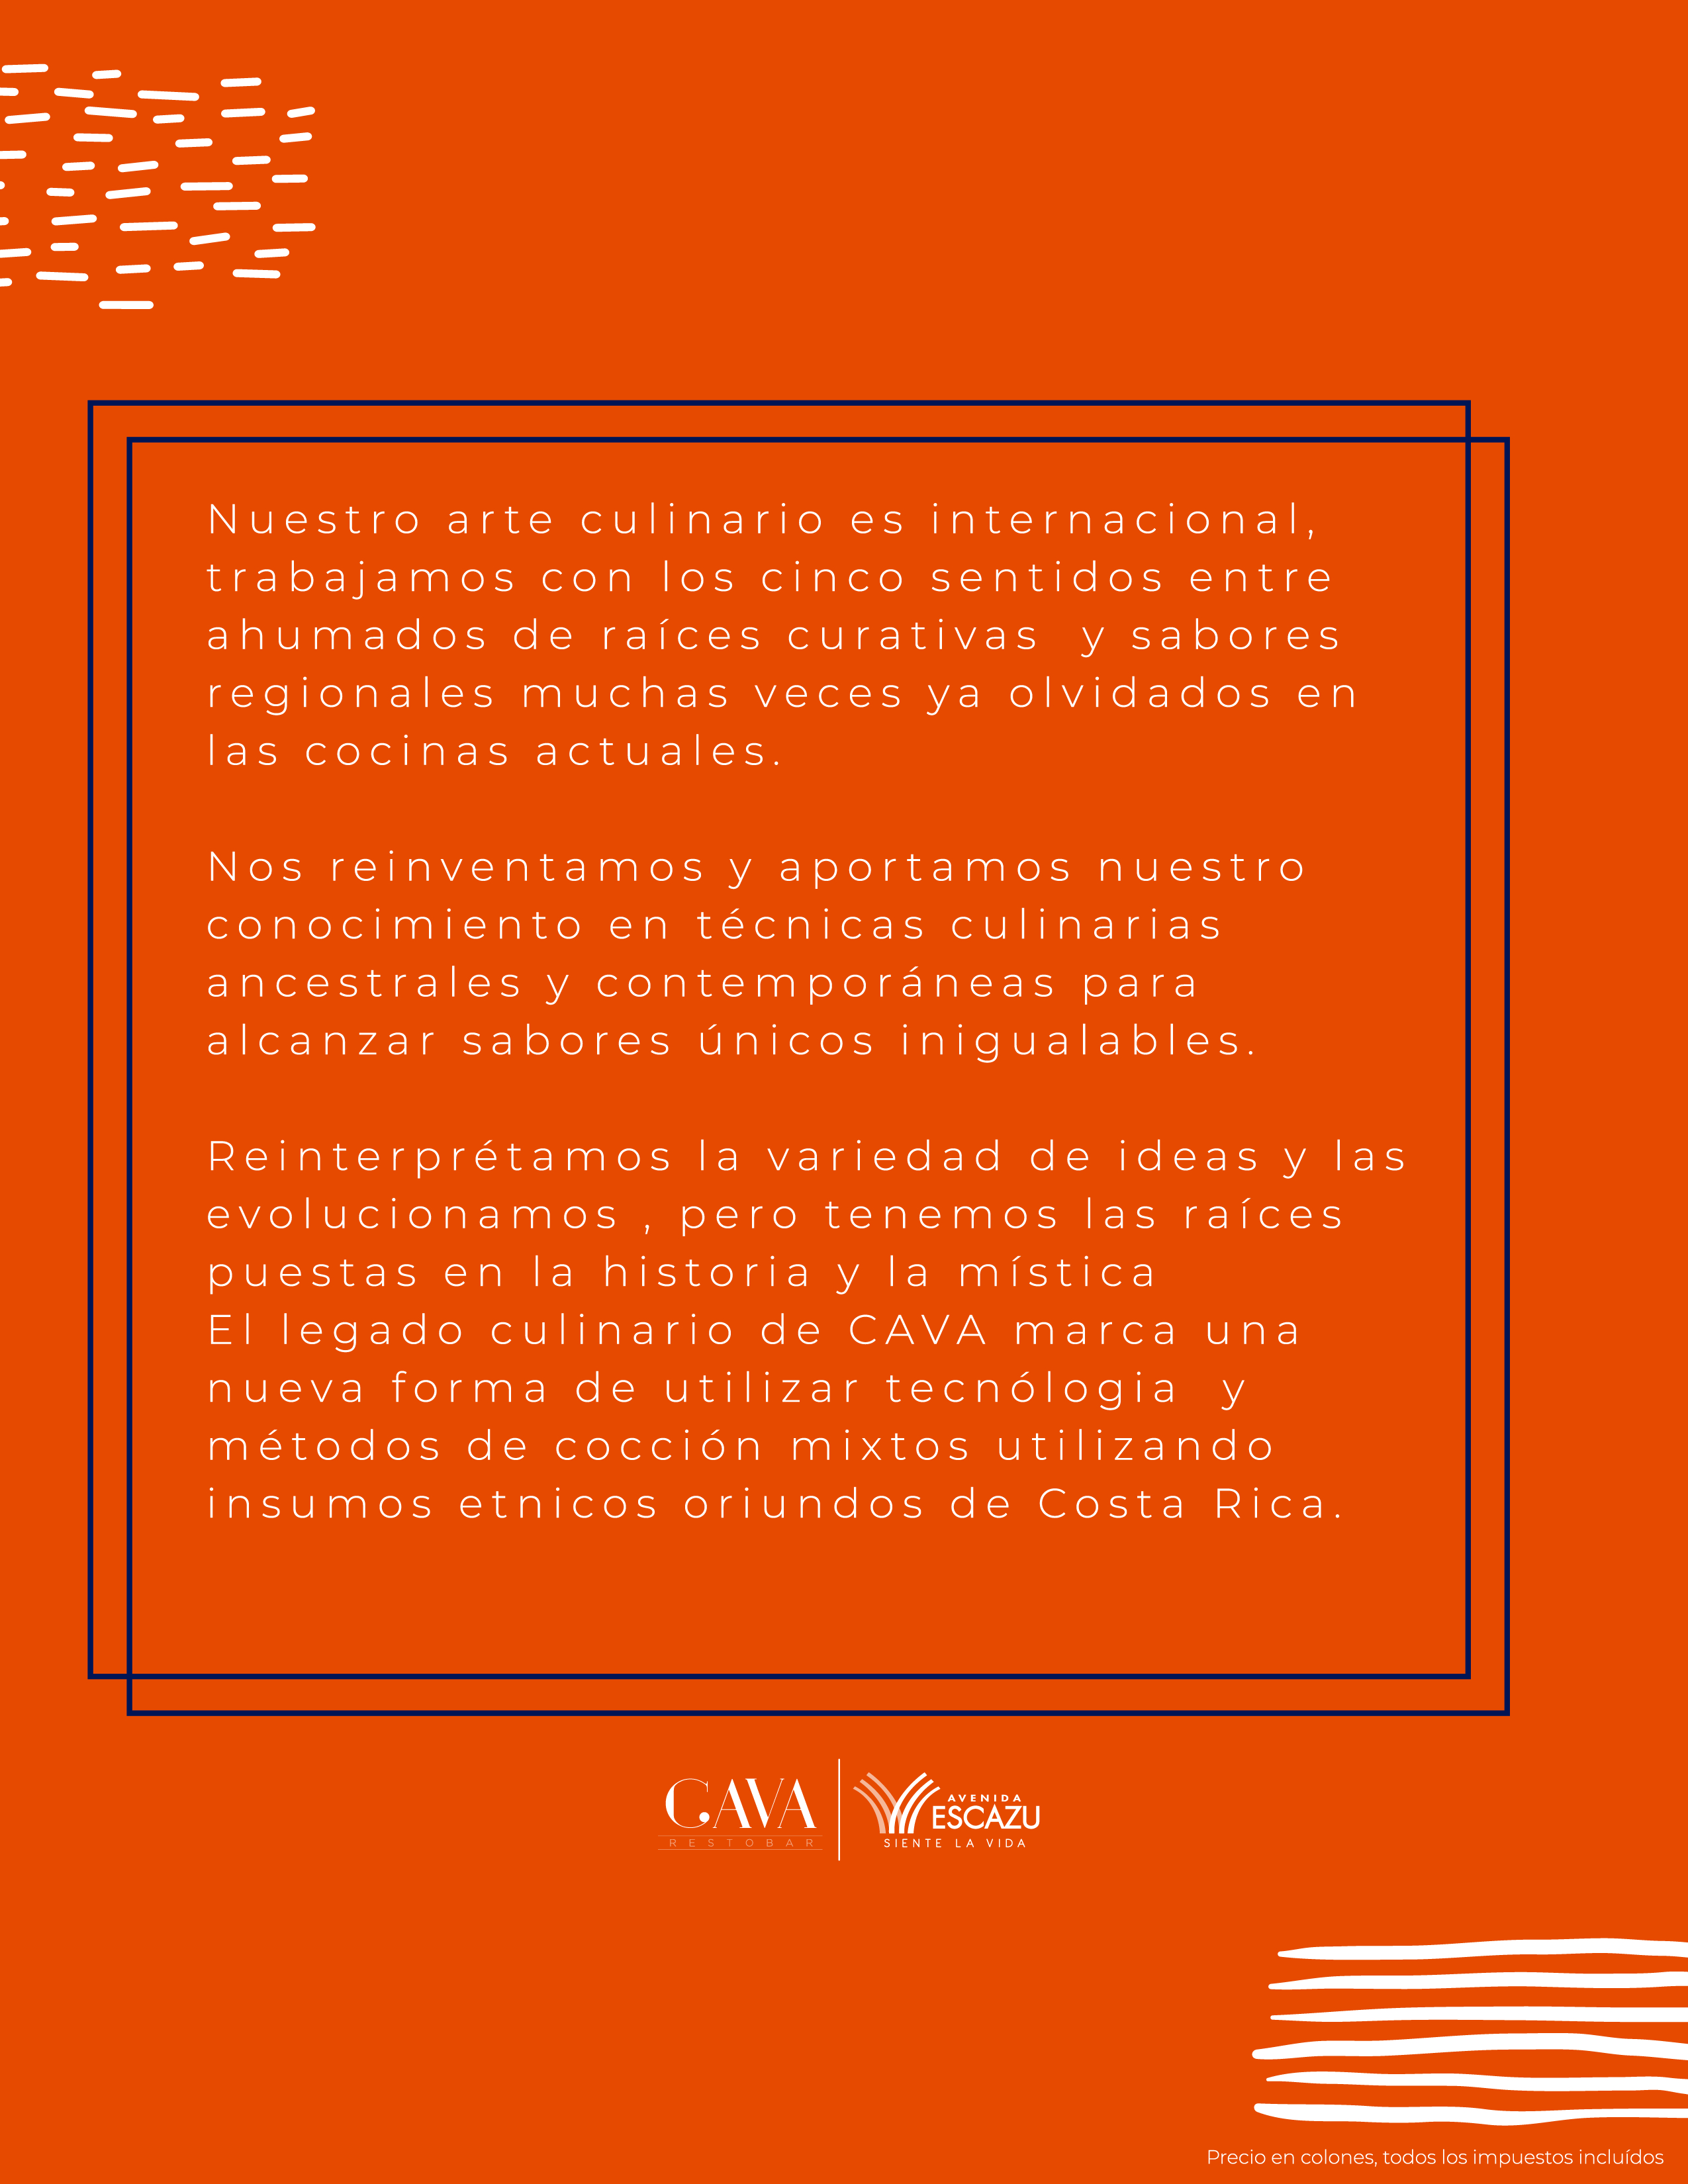 Nuestro arte culinario es internacional,
trabajamos con los cinco sentidos entre
ahumados de raíces curativas y sabores
regionales muchas veces ya olvidados en
las cocinas actuales.
Nos reinventamos y aportamos nuestro
conocimiento en técnicas culinarias
ancestrales y contemporáneas para
alcanzar sabores únicos inigualables.
Reinterprétamos la variedad de ideas y las
evolucionamos , pero tenemos las raíces
puestas en la historia y la mística
El legado culinario de CAVA marca una
nueva forma de utilizar tecnólogia y
métodos de cocción mixtos utilizando
insumos etnicos oriundos de Costa Rica.
CAVA
RESTOBAR
AVENIDA
ESCAZU
SIENTE LA VIDA
Precio en colones, todos los impuestos incluídos